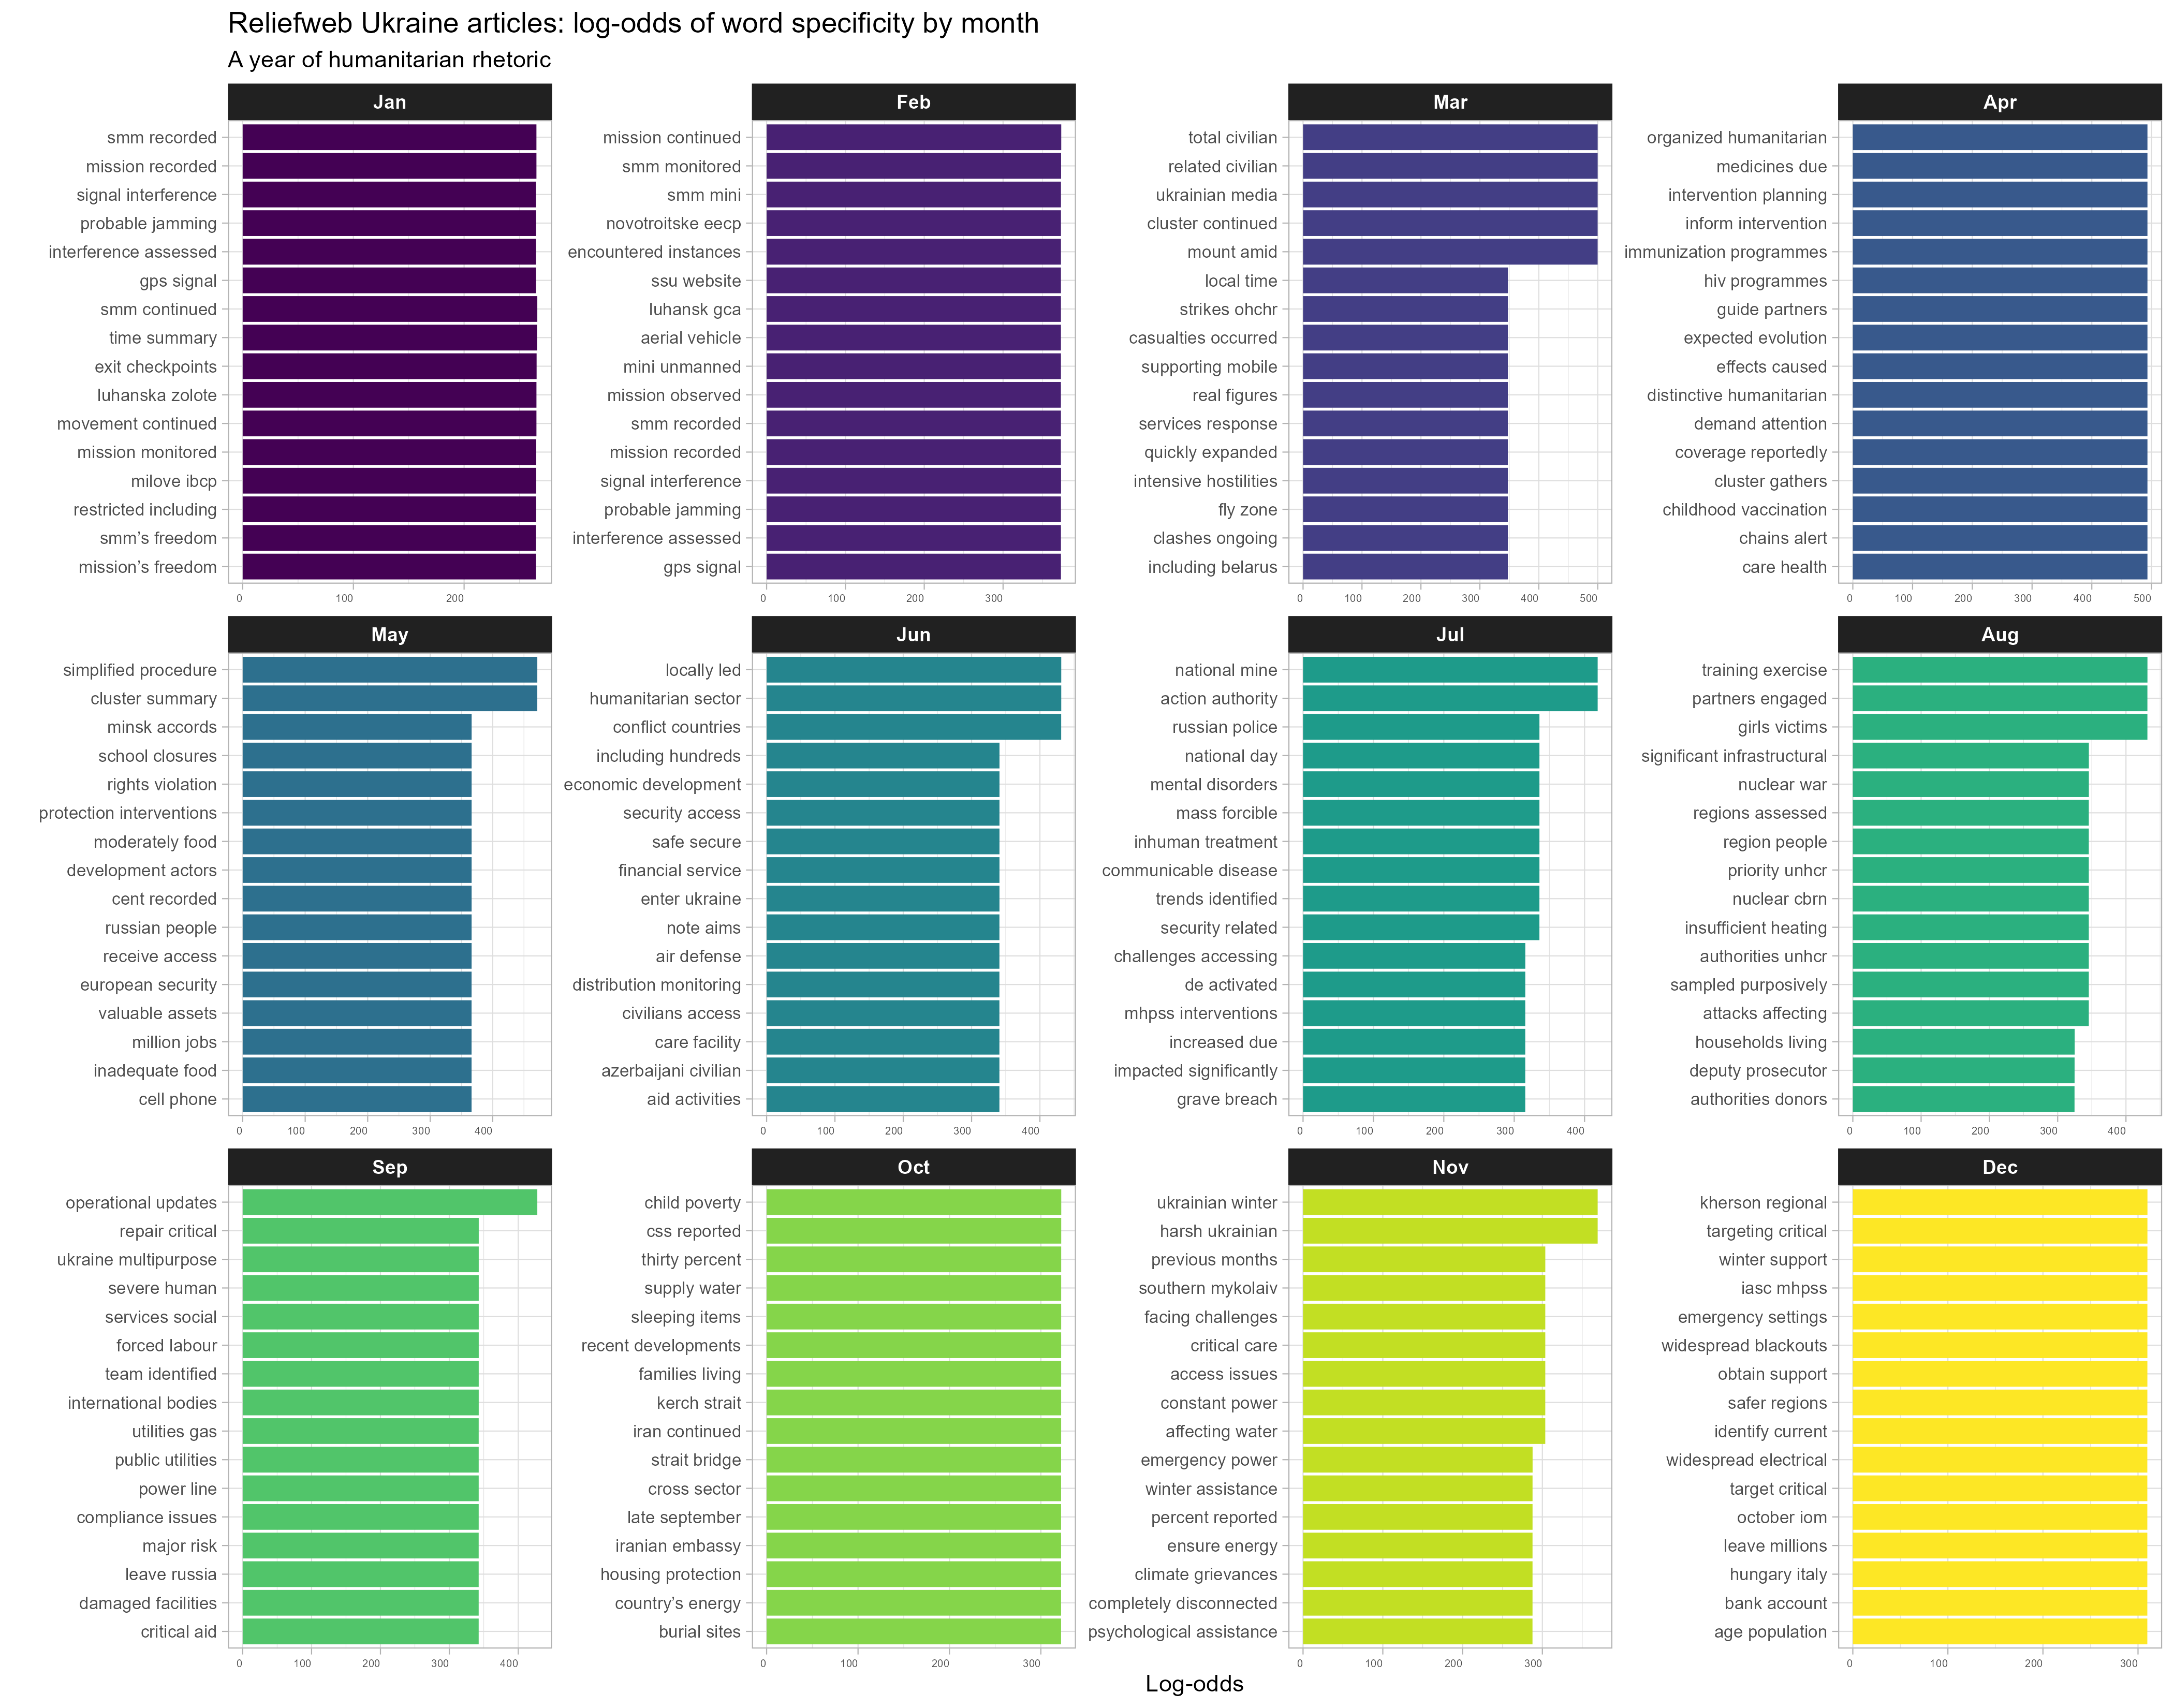 Reliefweb Ukraine articles: log-odds of word specificity by month
A year of humanitarian rhetoric
Jan
smm recorded
mission recorded
signal interference
probable jamming
interference assessed
gps signal
smm continued
time summary
exit checkpoints
luhanska zolote
movement continued
mission monitored
milove ibcp
restricted including
smm’s freedom
mission’s freedom
0 100 200
Feb
mission continued
smm monitored
smm mini
novotroitske eecp
encountered instances
ssu website
luhansk gca
aerial vehicle
mini unmanned
mission observed
smm recorded
mission recorded
signal interference
probable jamming
interference assessed
gps signal
0 100 200 300
Mar
total civilian
related civilian
ukrainian media
cluster continued
mount amid
local time
strikes ohchr
casualties occurred
supporting mobile
real figures
services response
quickly expanded
intensive hostilities
fly zone
clashes ongoing
including belarus
0 100 200 300 400 500
Apr
organized humanitarian
medicines due
intervention planning
inform intervention
immunization programmes
hiv programmes
guide partners
expected evolution
effects caused
distinctive humanitarian
demand attention
coverage reportedly
cluster gathers
childhood vaccination
chains alert
care health
0 100 200 300 400 500
May
simplified procedure
cluster summary
minsk accords
school closures
rights violation
protection interventions
moderately food
development actors
cent recorded
russian people
receive access
european security
valuable assets
million jobs
inadequate food
cell phone
0 100 200 300 400
Jun
locally led
humanitarian sector
conflict countries
including hundreds
economic development
security access
safe secure
financial service
enter ukraine
note aims
air defense
distribution monitoring
civilians access
care facility
azerbaijani civilian
aid activities
0 100 200 300 400
Jul
national mine
action authority
russian police
national day
mental disorders
mass forcible
inhuman treatment
communicable disease
trends identified
security related
challenges accessing
de activated
mhpss interventions
increased due
impacted significantly
grave breach
0 100 200 300 400
Aug
training exercise
partners engaged
girls victims
significant infrastructural
nuclear war
regions assessed
region people
priority unhcr
nuclear cbrn
insufficient heating
authorities unhcr
sampled purposively
attacks affecting
households living
deputy prosecutor
authorities donors
0 100 200 300 400
Sep
operational updates
repair critical
ukraine multipurpose
severe human
services social
forced labour
team identified
international bodies
utilities gas
public utilities
power line
compliance issues
major risk
leave russia
damaged facilities
critical aid
0 100 200 300 400
Oct
child poverty
css reported
thirty percent
supply water
sleeping items
recent developments
families living
kerch strait
iran continued
strait bridge
cross sector
late september
iranian embassy
housing protection
country’s energy
burial sites
0 100 200 300
Nov
ukrainian winter
harsh ukrainian
previous months
southern mykolaiv
facing challenges
critical care
access issues
constant power
affecting water
emergency power
winter assistance
percent reported
ensure energy
climate grievances
completely disconnected
psychological assistance
0 100 200 300
Dec
kherson regional
targeting critical
winter support
iasc mhpss
emergency settings
widespread blackouts
obtain support
safer regions
identify current
widespread electrical
target critical
october iom
leave millions
hungary italy
bank account
age population
0 100 200 300
Log-odds